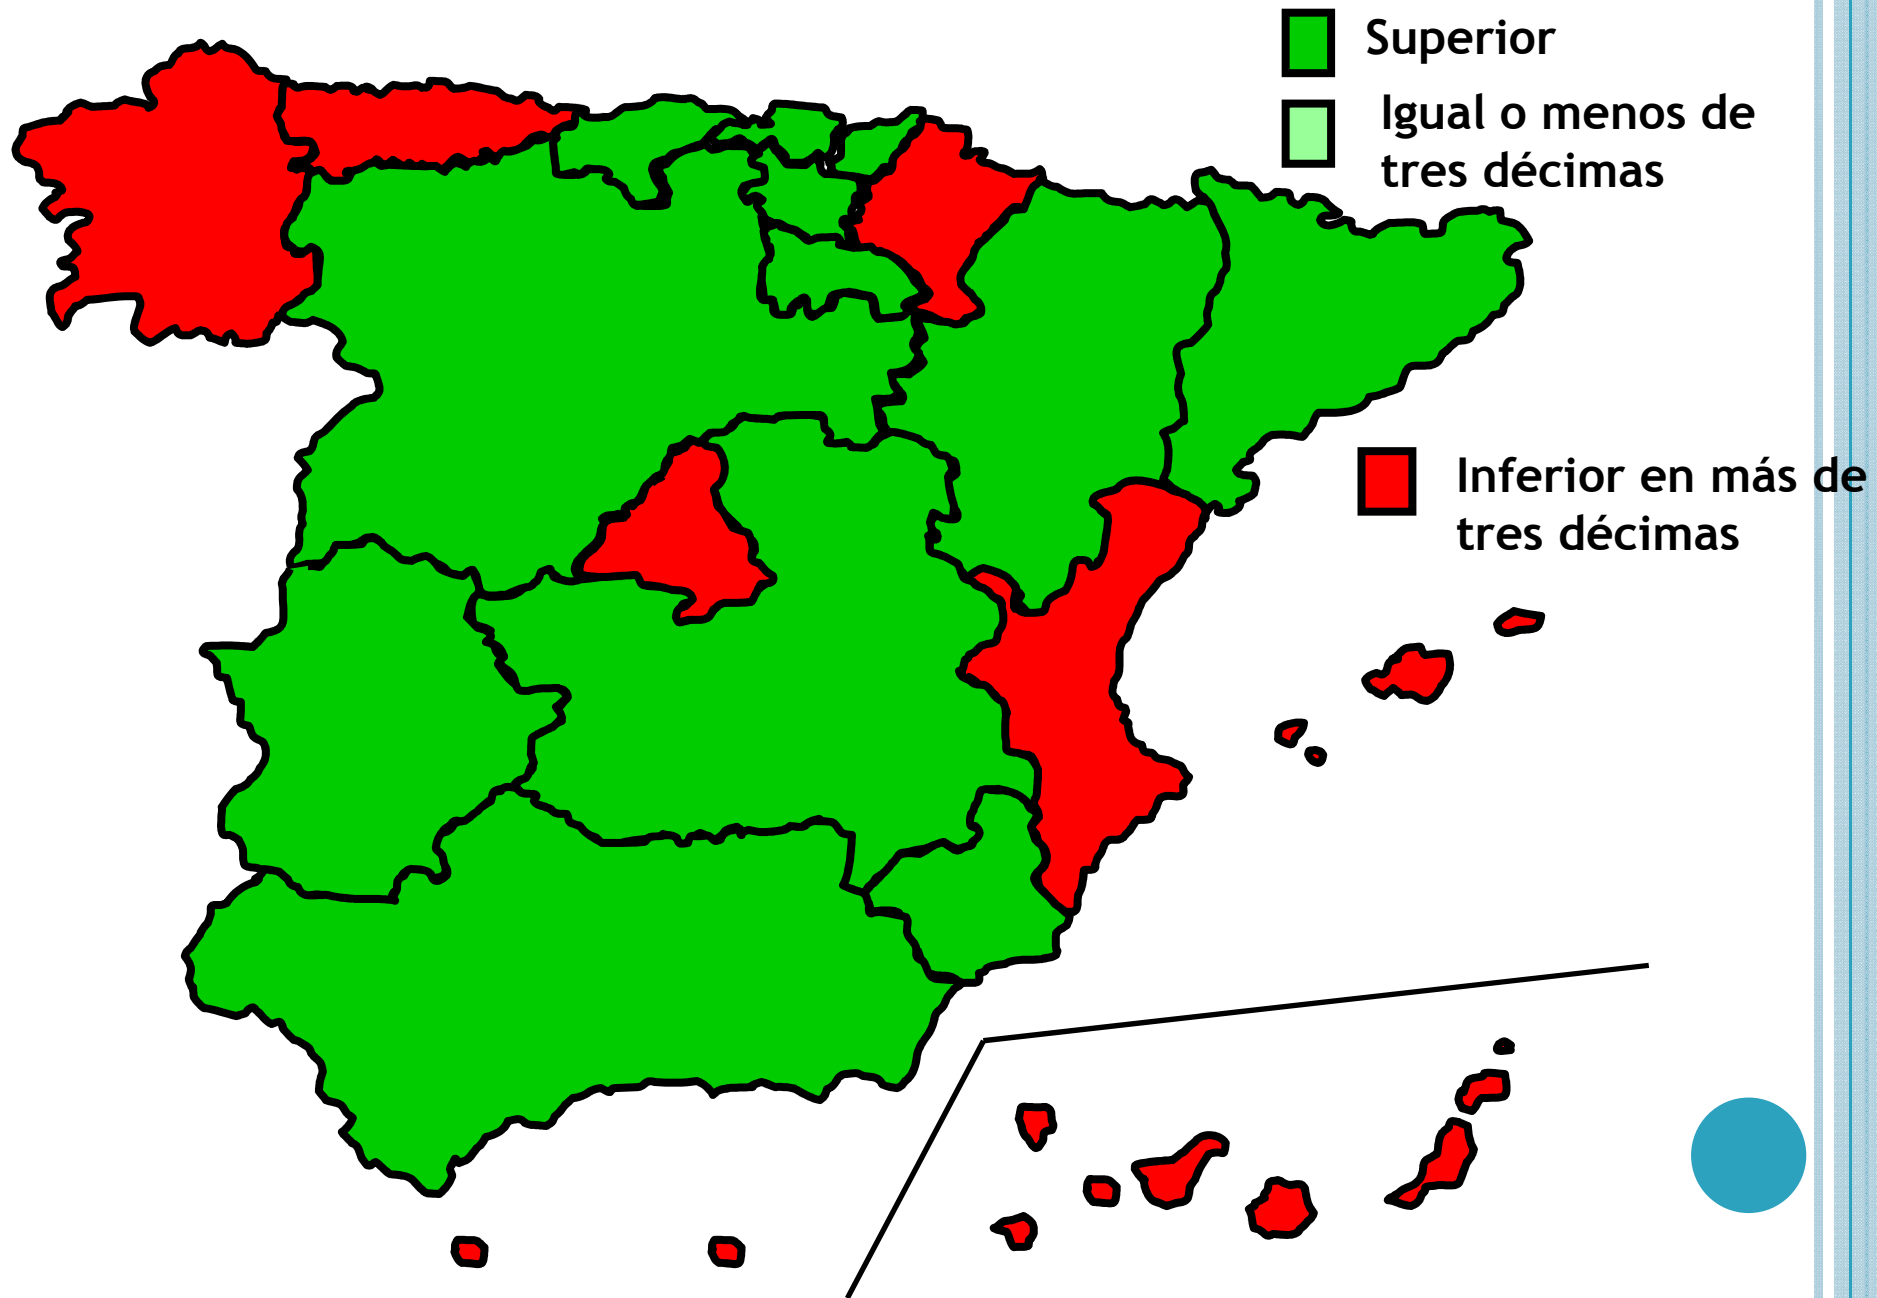 Superior
Igual o menos de
tres décimas
Inferior en más de
tres décimas